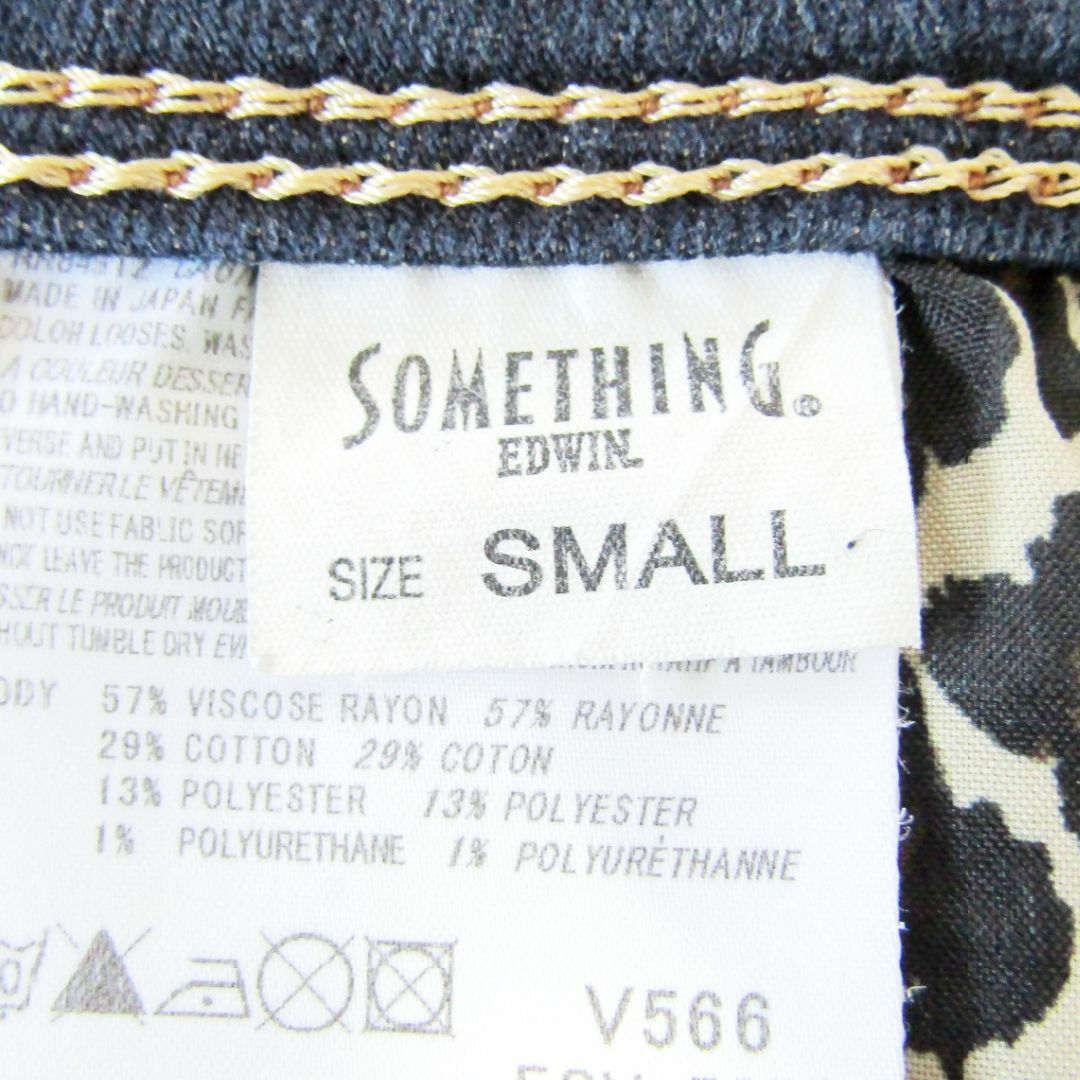 MADE IN JAPAN
COLOR LOOSES. WAS
LA COULEUR DESSER
HAND-WASHING
VERSE AND PUT IN NE
TOURNER LE VÊTEM
NOT USE FABLIC SOF
LEAVE THE PRODUCT
SSER LE PRODUIT MOUI
HOUT TUMBLE DRY EV
A TAMBOUR
SOMETHING®
EDWIN
SIZE SMALL
ODY 57% VISCOSE RAYON 57% RAYONNE
29% COTTON 29% COTON
13% POLYESTER 13% POLYESTER
1% POLYURETHANE 1% POLYURÉTHANNE
V566